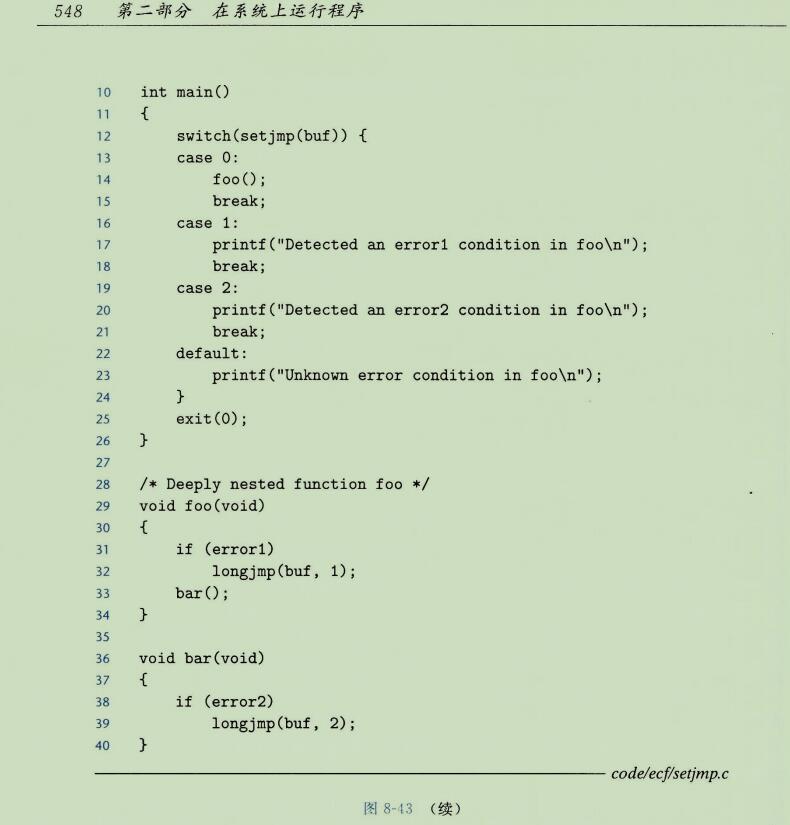 548 第二部分 在系统上运行程序
10 int main()
11 {
12 switch(setjmp(buf)) {
13 case 0:
14 foo();
15 break;
16 case 1:
17 printf("Detected an error1 condition in foo\n");
18 break;
19 case 2:
20 printf("Detected an error2 condition in foo\n");
21 break;
22 default:
23 printf("Unknown error condition in foo\n");
24 }
25 exit(0);
26 }
27
28 /* Deeply nested function foo */
29 void foo(void)
30 {
31 if (error1)
32 longjmp(buf, 1);
33 bar();
34 }
35
36 void bar(void)
37 {
38 if (error2)
39 longjmp(buf, 2);
40 }
code/ecf/setjmp.c
图 8-43 (续)